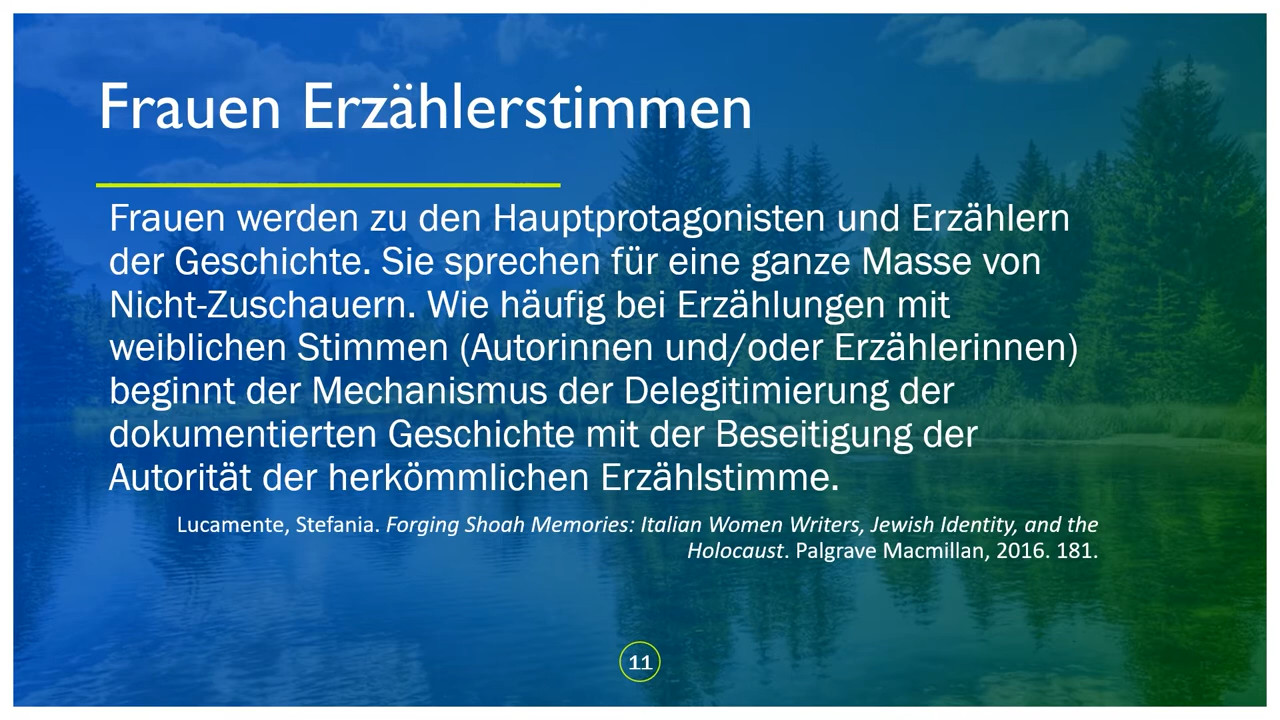 Frauen Erzählerstimmen
Frauen werden zu den Hauptprotagonisten und Erzählern
der Geschichte. Sie sprechen für eine ganze Masse von
Nicht-Zuschauern. Wie häufig bei Erzählungen mit
weiblichen Stimmen (Autorinnen und/oder Erzählerinnen)
beginnt der Mechanismus der Delegitimierung der
dokumentierten Geschichte mit der Beseitigung der
Autorität der herkömmlichen Erzählstimme.
Lucamente, Stefania. Forging Shoah Memories: Italian Women Writers, Jewish Identity, and the
Holocaust. Palgrave Macmillan, 2016. 181.
11